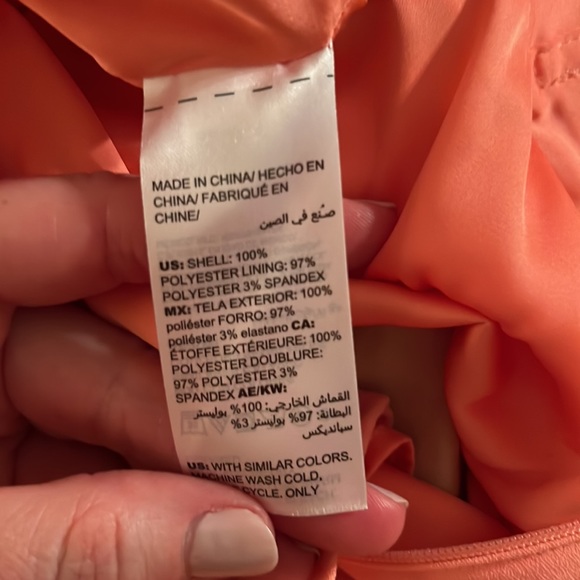 MADE IN CHINA/ HECHO EN
CHINA/ FABRIQUÉ EN
CHINE/
صُنع في الصين
US: SHELL: 100%
POLYESTER LINING: 97%
POLYESTER 3% SPANDEX
MX: TELA EXTERIOR: 100%
poliéster FORRO: 97%
poliéster 3% elastano CA:
ÉTOFFE EXTÉRIEURE: 100%
POLYESTER DOUBLURE:
97% POLYESTER 3%
SPANDEX AE/KW:
القماش الخارجي: 100% بوليستر
البطانة: 97% بوليستر 3%
سباندیكس
US: WITH SIMILAR COLORS.
MACHINE WASH COLD,
CYCLE. ONLY